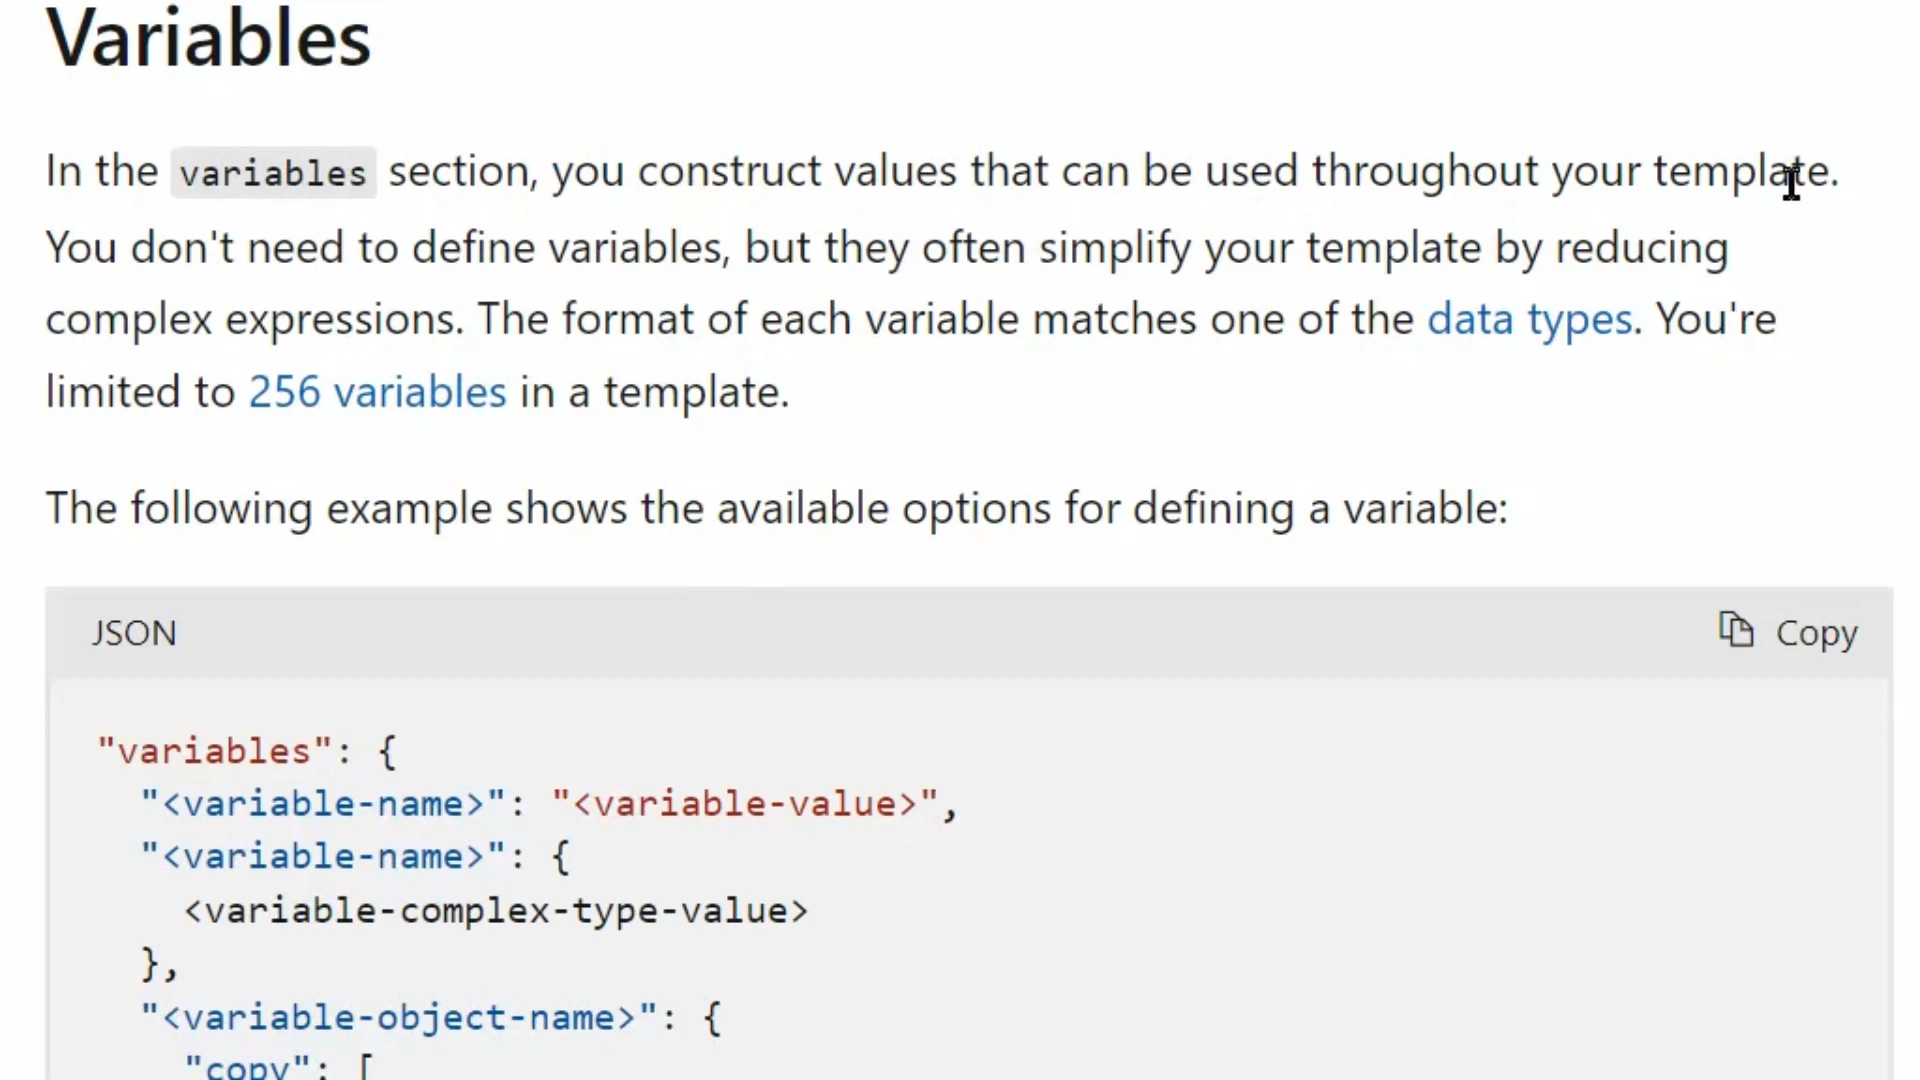 Variables
In the variables section, you construct values that can be used throughout your template.
You don't need to define variables, but they often simplify your template by reducing
complex expressions. The format of each variable matches one of the data types. You're
limited to 256 variables in a template.
The following example shows the available options for defining a variable:
JSON Copy
"variables": {
"<variable-name>": "<variable-value>",
"<variable-name>": {
<variable-complex-type-value>
},
"<variable-object-name>": {
"copy": [